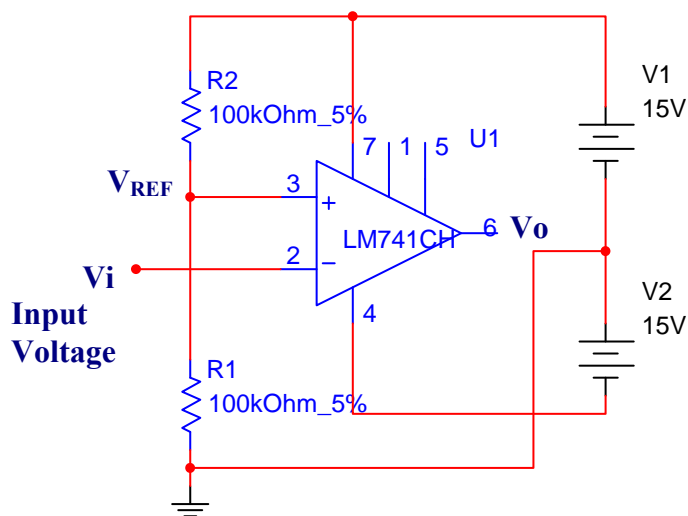 R2
100kOhm_5%
V1
15V
7
1
5
U1
VREF
3
+
LM741CH
6
Vo
2
−
Vi
Input
Voltage
4
V2
15V
R1
100kOhm_5%